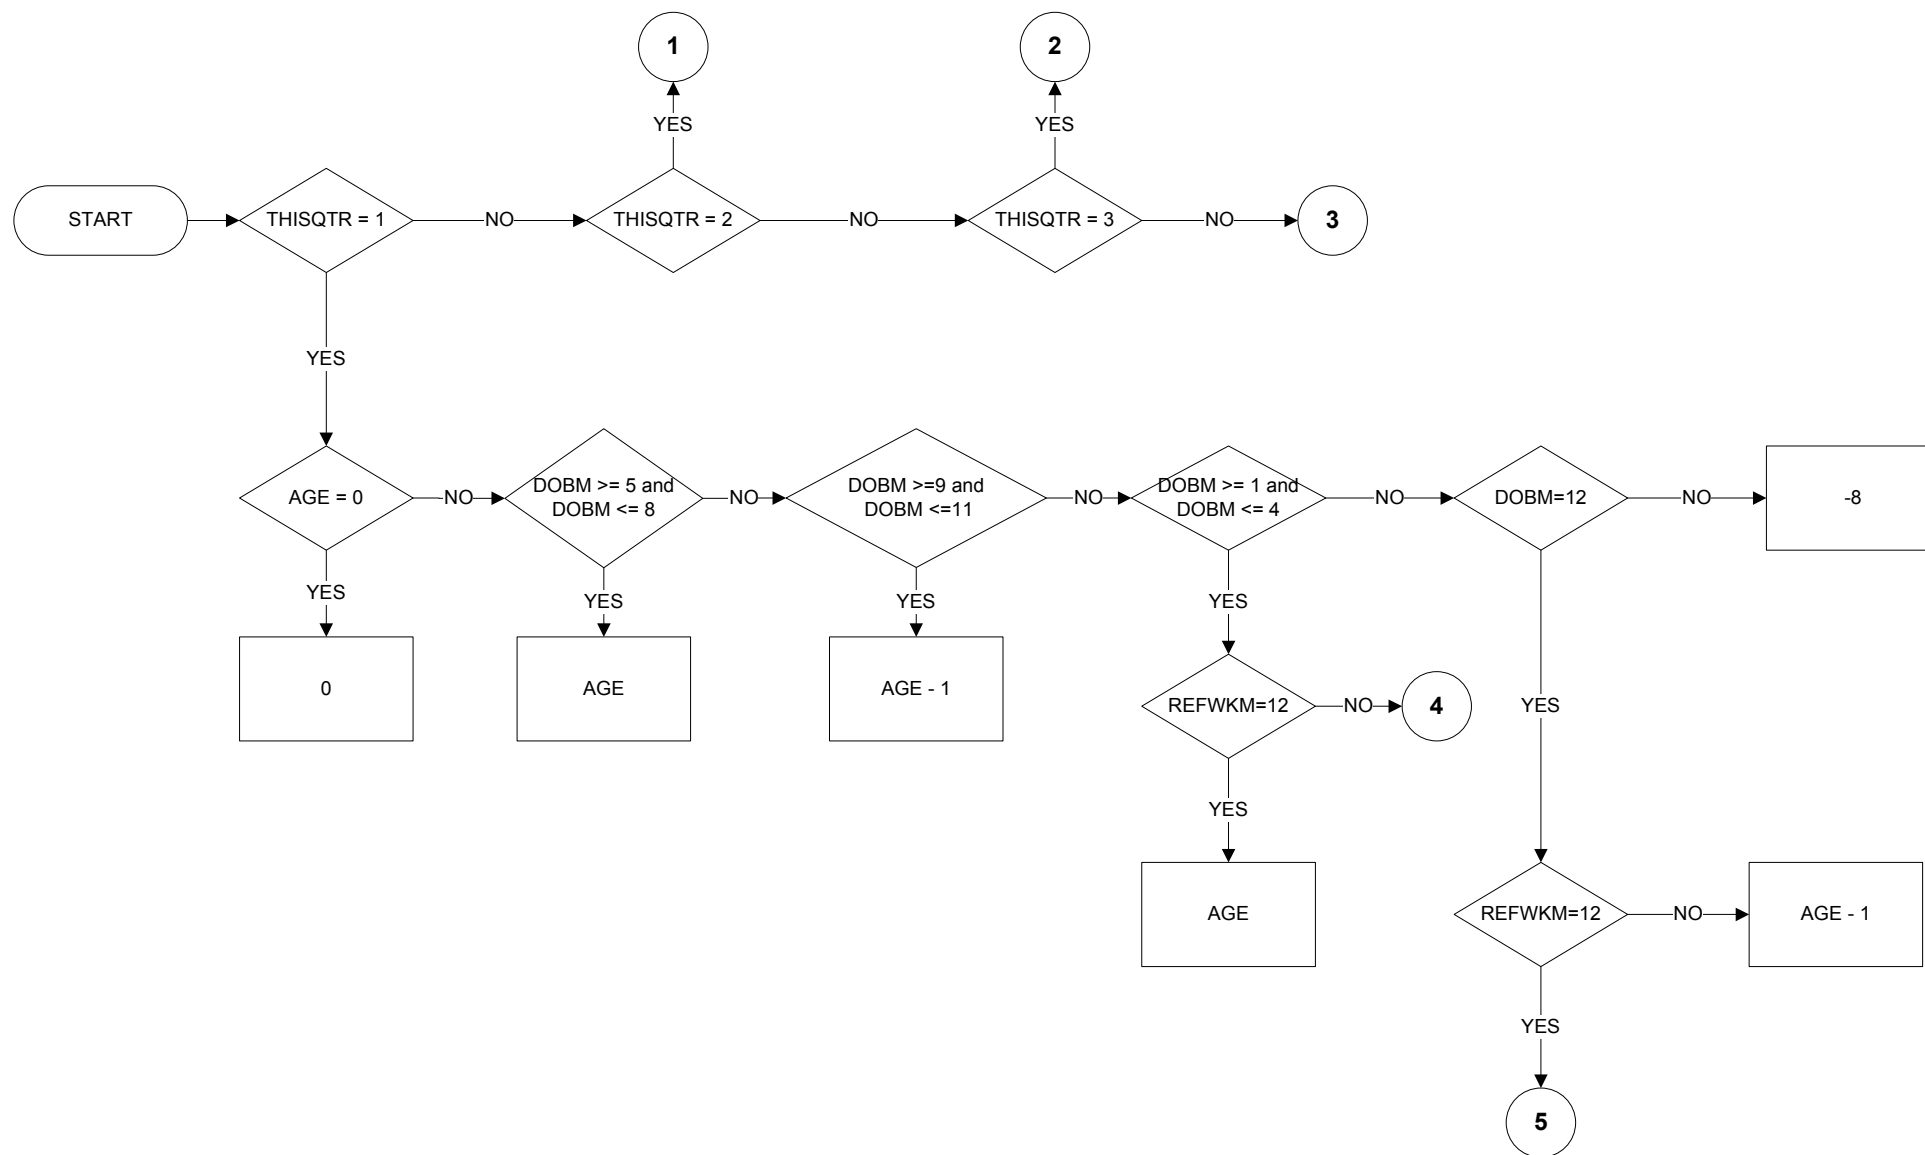 1
2
YES
YES
START
THISQTR = 1
NO
THISQTR = 2
NO
THISQTR = 3
NO
3
YES
AGE = 0
NO
DOBM >= 5 and
DOBM <= 8
NO
DOBM >=9 and
DOBM <=11
NO
DOBM >= 1 and
DOBM <= 4
NO
DOBM=12
NO
-8
YES
YES
YES
YES
0
AGE
AGE - 1
REFWKM=12
NO
4
YES
YES
AGE
REFWKM=12
NO
AGE - 1
YES
5